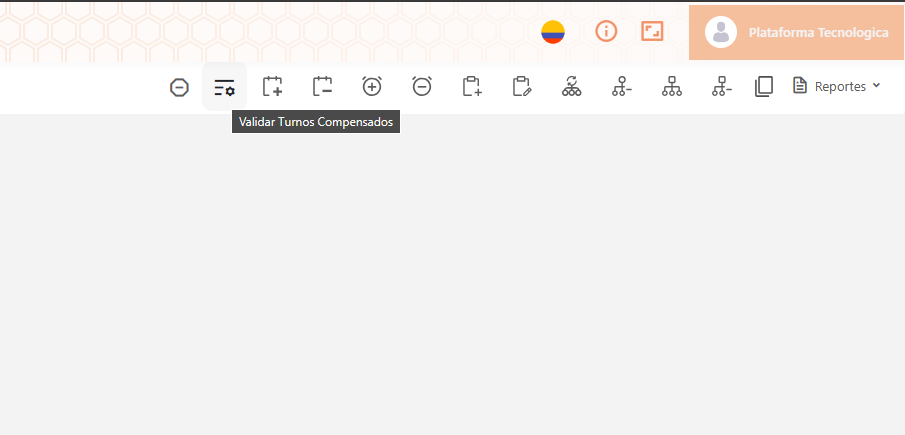 Plataforma Tecnologica
Reportes
Validar Turnos Compensados